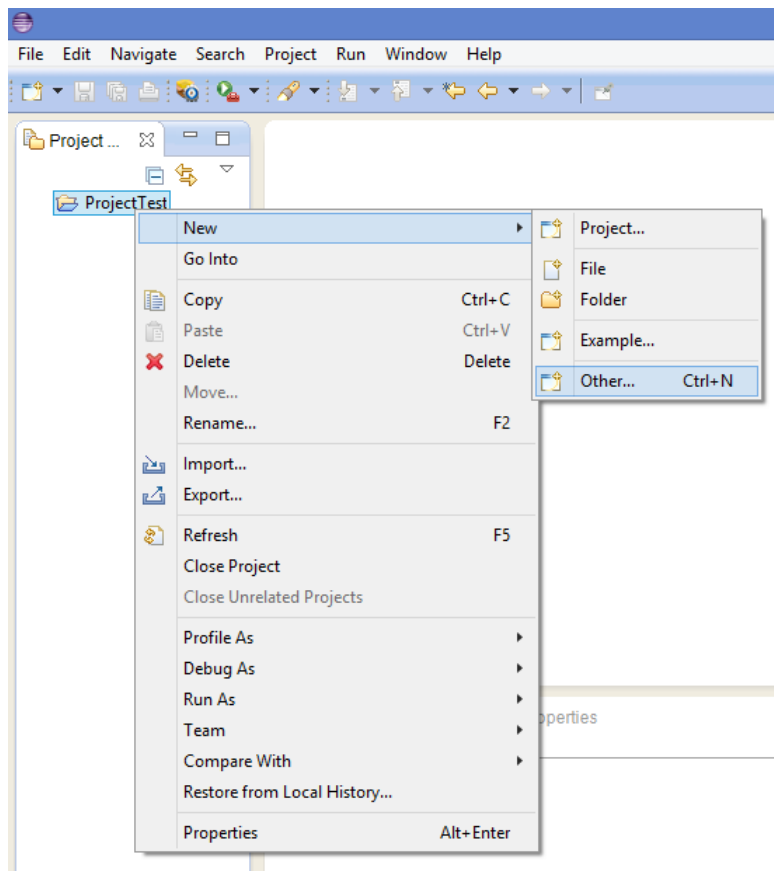 File Edit Navigate Search Project Run Window Help
Project ...
ProjectTest
New
Go Into
Copy Ctrl+C
Paste Ctrl+V
Delete Delete
Move...
Rename... F2
Import...
Export...
Refresh F5
Close Project
Close Unrelated Projects
Profile As
Debug As
Run As
Team
Compare With
Restore from Local History...
Properties Alt+Enter
Project...
File
Folder
Example...
Other... Ctrl+N
operties